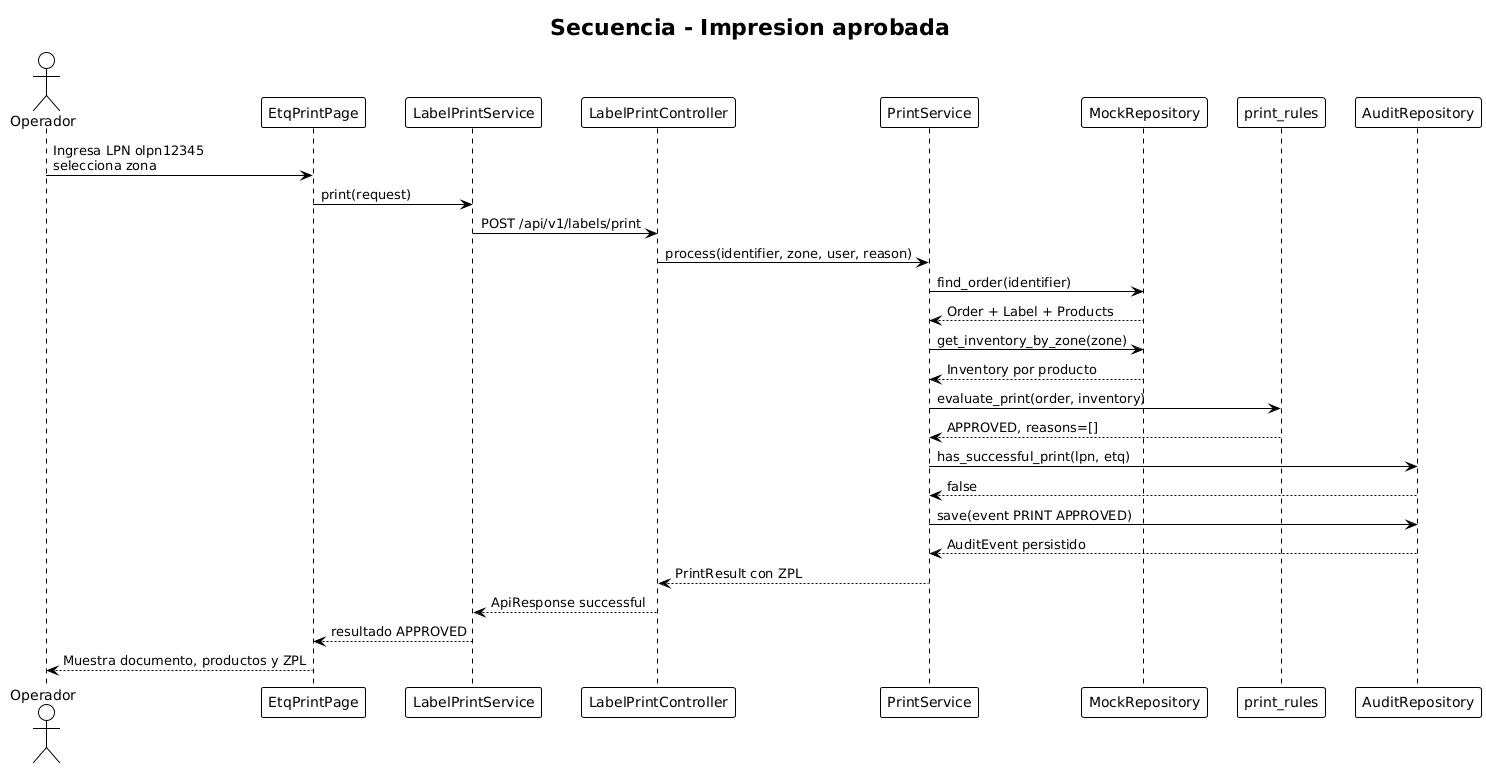 Secuencia - Impresion aprobada
Operador
EtqPrintPage
LabelPrintService
LabelPrintController
PrintService
MockRepository
print_rules
AuditRepository
Ingresa LPN olpn12345
selecciona zona
print(request)
POST /api/v1/labels/print
process(identifier, zone, user, reason)
find_order(identifier)
Order + Label + Products
get_inventory_by_zone(zone)
Inventory por producto
evaluate_print(order, inventory)
APPROVED, reasons=[]
has_successful_print(lpn, etq)
false
save(event PRINT APPROVED)
AuditEvent persistido
PrintResult con ZPL
ApiResponse successful
resultado APPROVED
Muestra documento, productos y ZPL
Operador
EtqPrintPage
LabelPrintService
LabelPrintController
PrintService
MockRepository
print_rules
AuditRepository